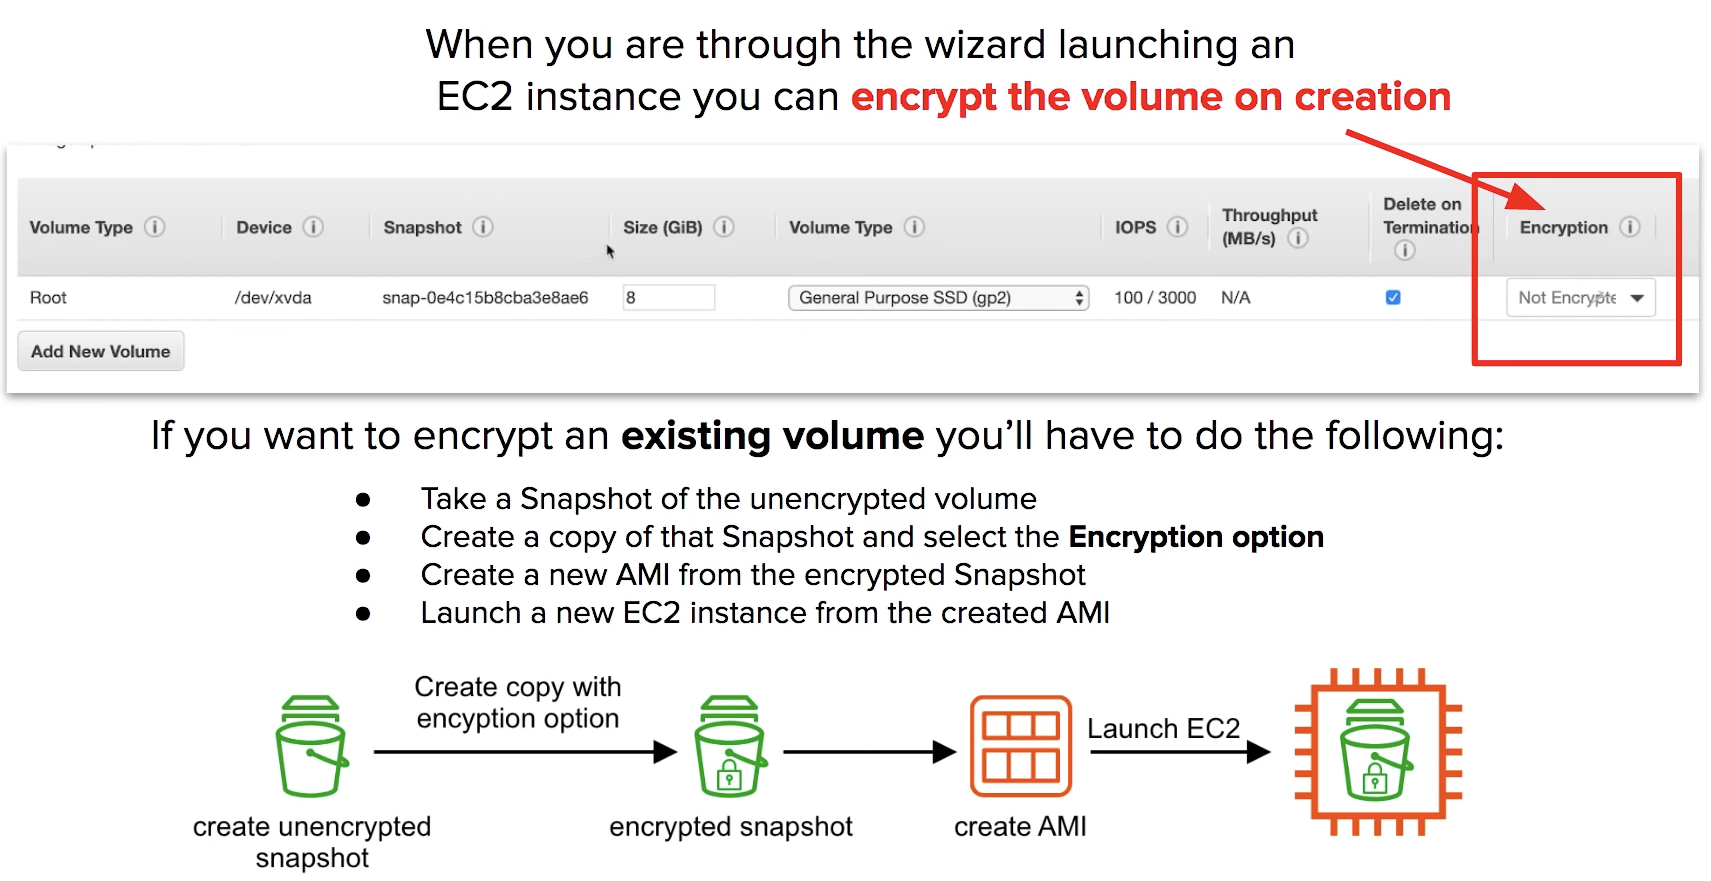 When you are through the wizard launching an
EC2 instance you can encrypt the volume on creation
Volume Type
Device
Snapshot
Size (GiB)
Volume Type
IOPS
Throughput
(MB/s)
Delete on
Termination
Encryption
Root
/dev/xvda
snap-0e4c15b8cba3e8ae6
8
General Purpose SSD (gp2)
100 / 3000
N/A
Not Encrypte
Add New Volume
If you want to encrypt an existing volume you'll have to do the following:
● Take a Snapshot of the unencrypted volume
● Create a copy of that Snapshot and select the Encryption option
● Create a new AMI from the encrypted Snapshot
● Launch a new EC2 instance from the created AMI
Create copy with
encyption option
Launch EC2
create unencrypted
snapshot
encrypted snapshot
create AMI